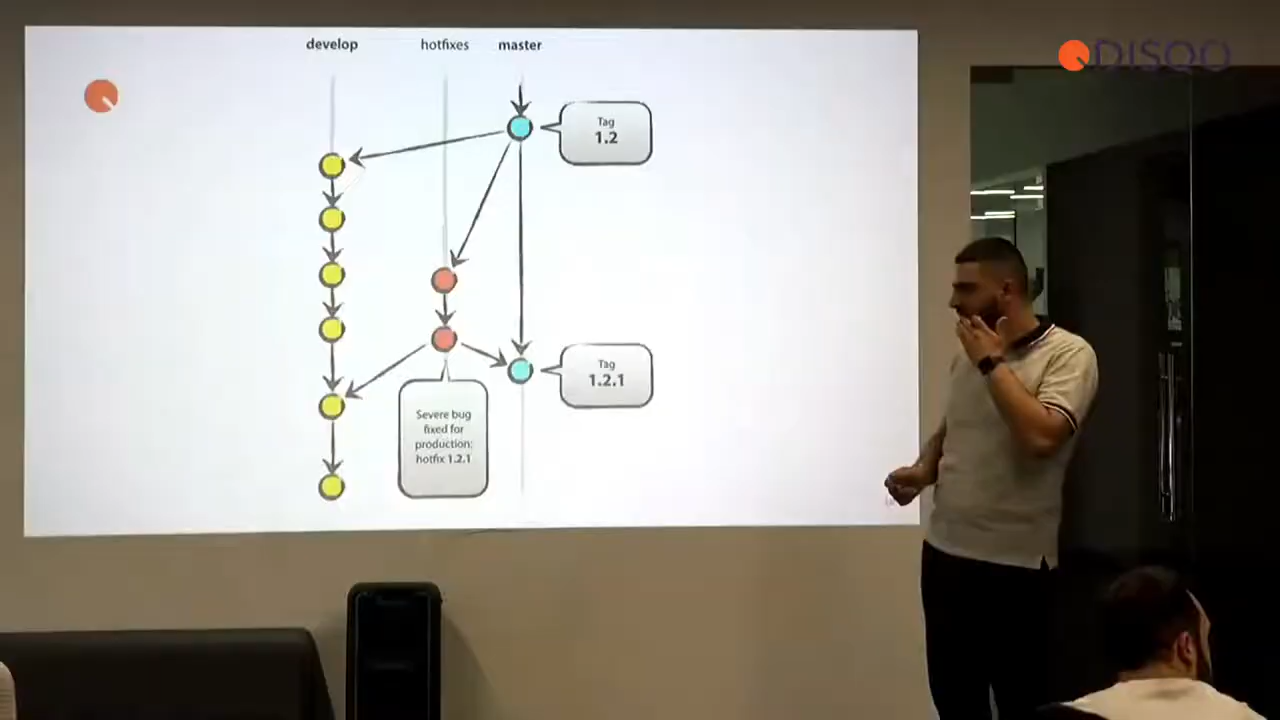 develop
hotfixes
master
DISQO
Tag
1.2
Tag
1.2.1
Severe bug
fixed for
production:
hotfix 1.2.1